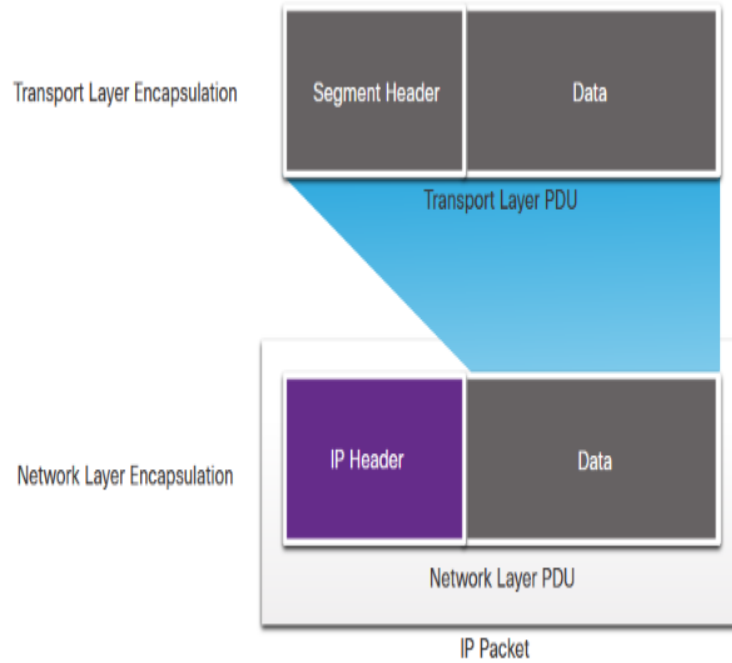 Transport Layer Encapsulation
Segment Header
Data
Transport Layer PDU
Network Layer Encapsulation
IP Header
Data
Network Layer PDU
IP Packet